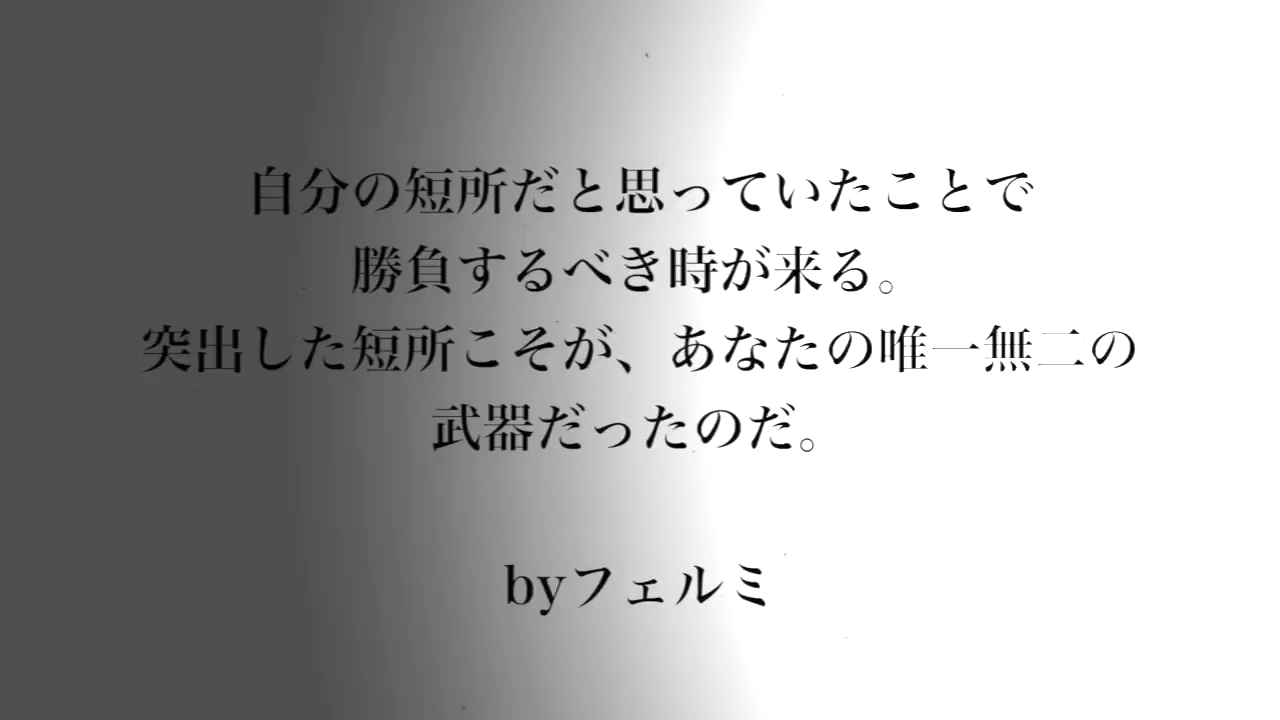 自分の短所だと思っていたことで
勝負するべき時が来る。
突出した短所こそが、あなたの唯一無二の
武器だったのだ。
byフェルミ